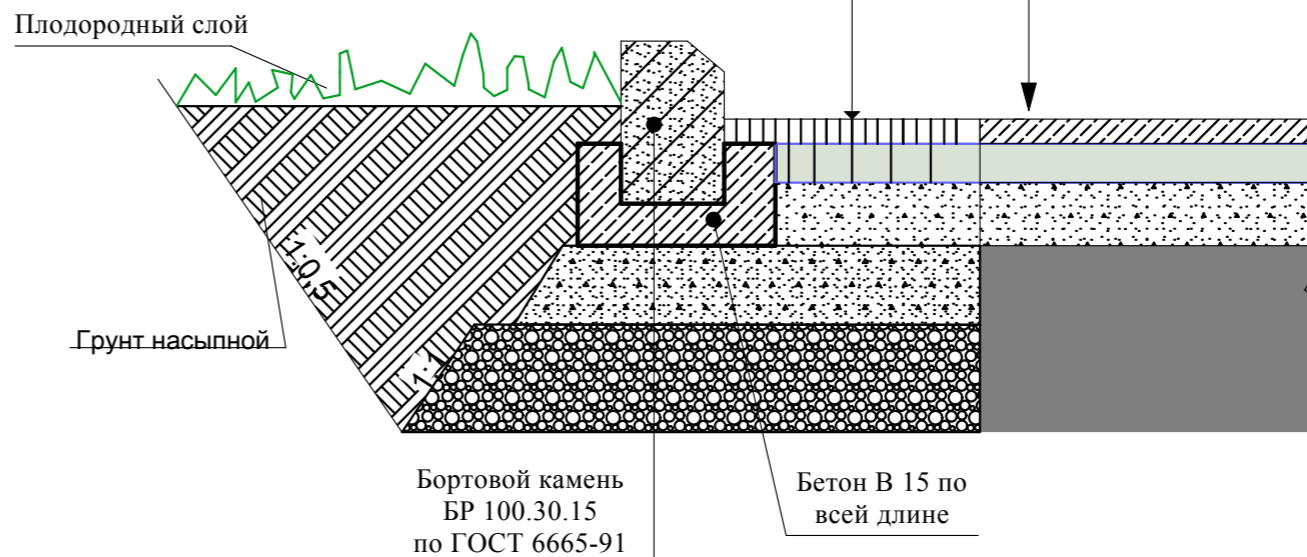 Плодородный слой
1:0,5
Грунт насыпной
1:1
Бортовой камень
БР 100.30.15
по ГОСТ 6665-91
Бетон В 15 по
всей длине